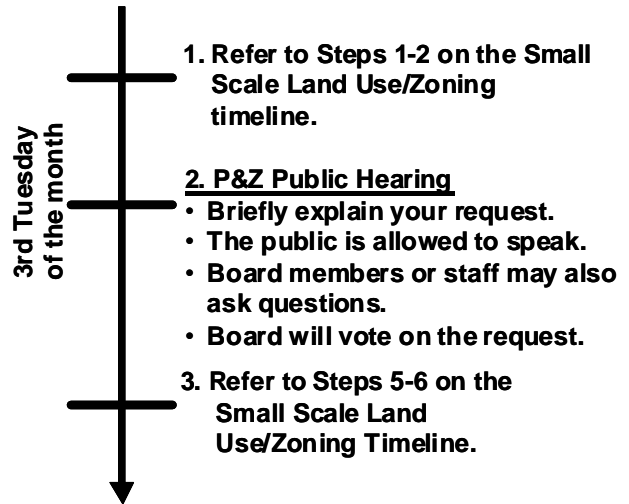 1. Refer to Steps 1-2 on the Small
Scale Land Use/Zoning
timeline.
3rd Tuesday
of the month
2. P&Z Public Hearing
• Briefly explain your request.
• The public is allowed to speak.
• Board members or staff may also
ask questions.
• Board will vote on the request.
3. Refer to Steps 5-6 on the
Small Scale Land
Use/Zoning Timeline.